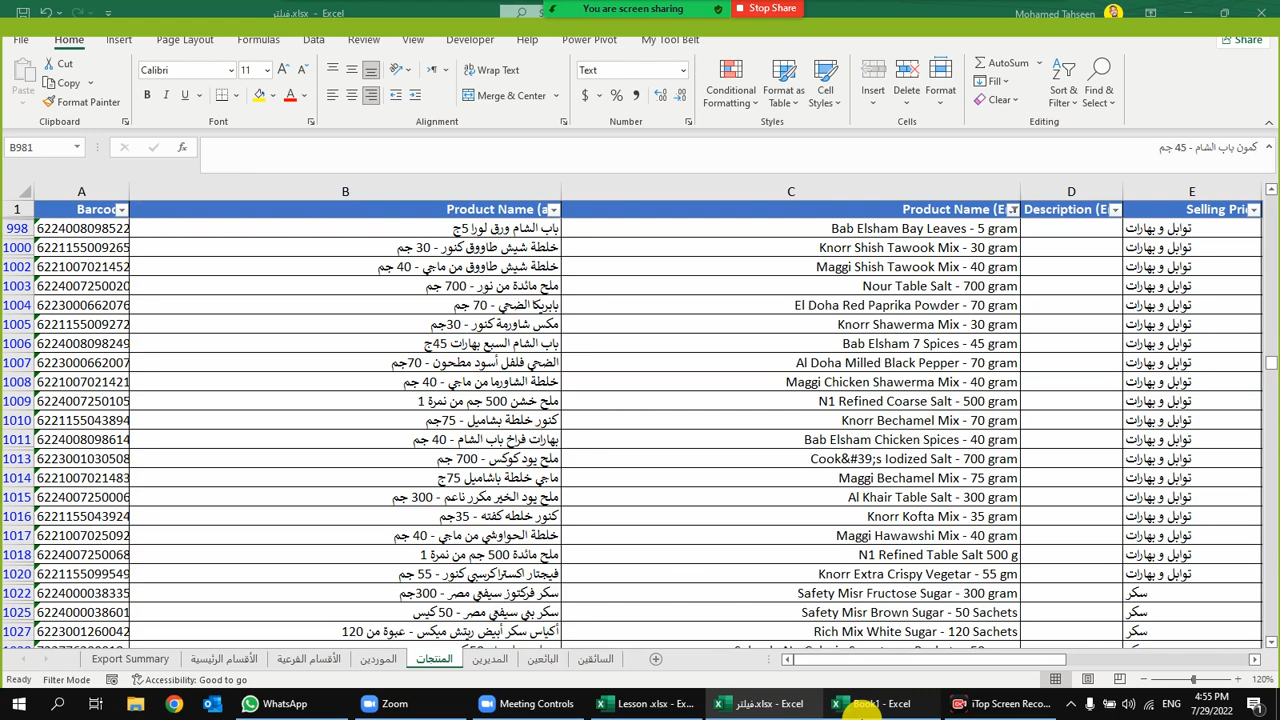 فيلتر.xlsx - Excel
You are screen sharing
Stop Share
Mohamed Tahseen
File Home Insert Page Layout Formulas Data Review View Developer Help Power Pivot My Tool Belt Share
Paste Cut Copy Format Painter Clipboard
Calibri 11 B I U A Font
Wrap Text Merge & Center Alignment
Text $ % , Number
Conditional Formatting Format as Table Cell Styles Styles
Insert Delete Format Cells
AutoSum Fill Clear Sort & Filter Find & Select Editing
B981 fx كمون باب الشام - 45 جم
A B C D E
1 Barco Product Name (a Product Name (E Description (E Selling Pri
998 6224008098522 باب الشام ورق لورا 5ج Bab Elsham Bay Leaves - 5 gram توابل و بهارات
1000 6221155009265 خلطة شيش طاووق كنور - 30 جم Knorr Shish Tawook Mix - 30 gram توابل و بهارات
1002 6221007021452 خلطة شيش طاووق من ماجي - 40 جم Maggi Shish Tawook Mix - 40 gram توابل و بهارات
1003 6224007250020 ملح مائدة من نور - 700 جم Nour Table Salt - 700 gram توابل و بهارات
1004 6223000662076 بابريكا الضحي - 70 جم El Doha Red Paprika Powder - 70 gram توابل و بهارات
1005 6221155009272 مكس شاورمة كنور - 30جم Knorr Shawerma Mix - 30 gram توابل و بهارات
1006 6224008098249 باب الشام السبع بهارات 45ج Bab Elsham 7 Spices - 45 gram توابل و بهارات
1007 6223000662007 الضحي فلفل أسود مطحون - 70جم Al Doha Milled Black Pepper - 70 gram توابل و بهارات
1008 6221007021421 خلطة الشاورما من ماجي - 40 جم Maggi Chicken Shawerma Mix - 40 gram توابل و بهارات
1009 6224007250105 ملح خشن 500 جم من نمرة 1 N1 Refined Coarse Salt - 500 gram توابل و بهارات
1010 6221155043894 كنور خلطة بشاميل - 75جم Knorr Bechamel Mix - 70 gram توابل و بهارات
1011 6224008098614 بهارات فراخ باب الشام - 40 جم Bab Elsham Chicken Spices - 40 gram توابل و بهارات
1013 6223001030508 ملح يود كوكس - 700 جم Cook&#39;s Iodized Salt - 700 gram توابل و بهارات
1014 6221007021483 ماجي خلطة باشاميل 75ج Maggi Bechamel Mix - 75 gram توابل و بهارات
1015 6224007250006 ملح يود الخير مكرر ناعم - 300 جم Al Khair Table Salt - 300 gram توابل و بهارات
1016 6221155043924 كنور خلطه كفته - 35جم Knorr Kofta Mix - 35 gram توابل و بهارات
1017 6221007025092 خلطة الحواوشي من ماجي - 40 جم Maggi Hawawshi Mix - 40 gram توابل و بهارات
1018 6224007250068 ملح مائدة 500 جم من نمرة 1 N1 Refined Table Salt 500 g توابل و بهارات
1020 6221155099549 فيجتار اكسترا كرسبي كنور - 55 جم Knorr Extra Crispy Vegetar - 55 gm توابل و بهارات
1022 6224000038335 سكر فركتوز سيفتي مصر - 300جم Safety Misr Fructose Sugar - 300 gram سكر
1025 6224000038601 سكر بني سيفتي مصر - 50 كيس Safety Misr Brown Sugar - 50 Sachets سكر
1027 6223001260042 أكياس سكر أبيض ريتش ميكس - عبوة من 120 Rich Mix White Sugar - 120 Sachets سكر
Export Summary الأقسام الرئيسية الأقسام الفرعية الموردين المنتجات المديرين البائعين السائقين
Ready Filter Mode Accessibility: Good to go 120%
WhatsApp Zoom Meeting Controls Lesson .xlsx - Ex... فيلتر.xlsx - Excel Book1 - Excel iTop Screen Reco... ENG 4:55 PM 7/29/2022